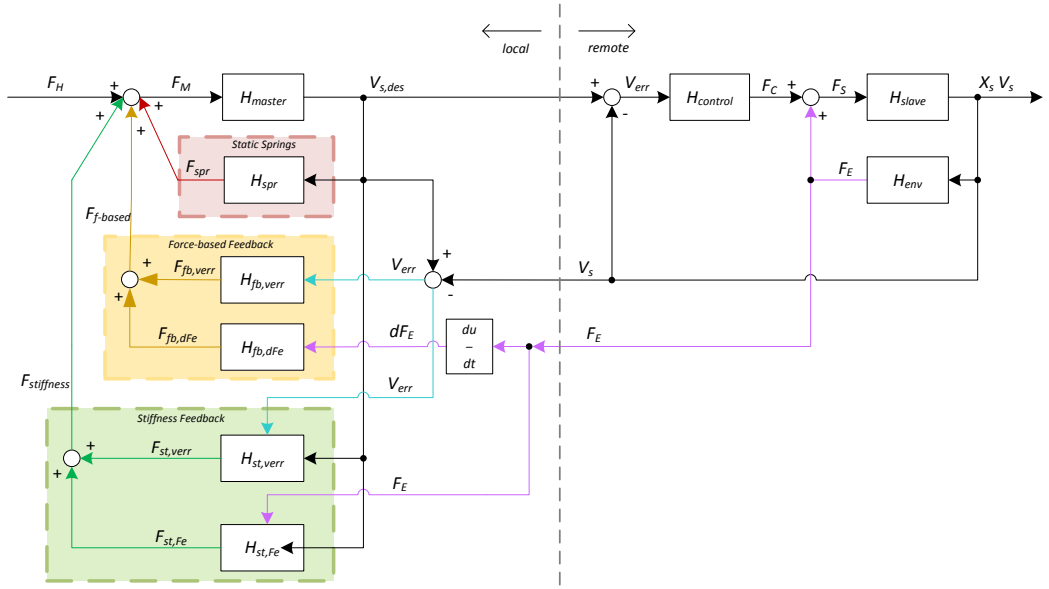 local
remote
F_H
+
F_M
H_master
V_s,des
+
V_err
H_control
F_C
+
F_S
H_slave
X_s V_s
+
+
+
-
+
Static Springs
F_spr
H_spr
F_E
H_env
F_f-based
Force-based Feedback
+
F_fb,verr
H_fb,verr
V_err
+
-
V_s
+
F_fb,dFe
H_fb,dFe
dF_E
du
–
dt
F_E
F_stiffness
V_err
Stiffness Feedback
+
+
F_st,verr
H_st,verr
F_E
F_st,Fe
H_st,Fe